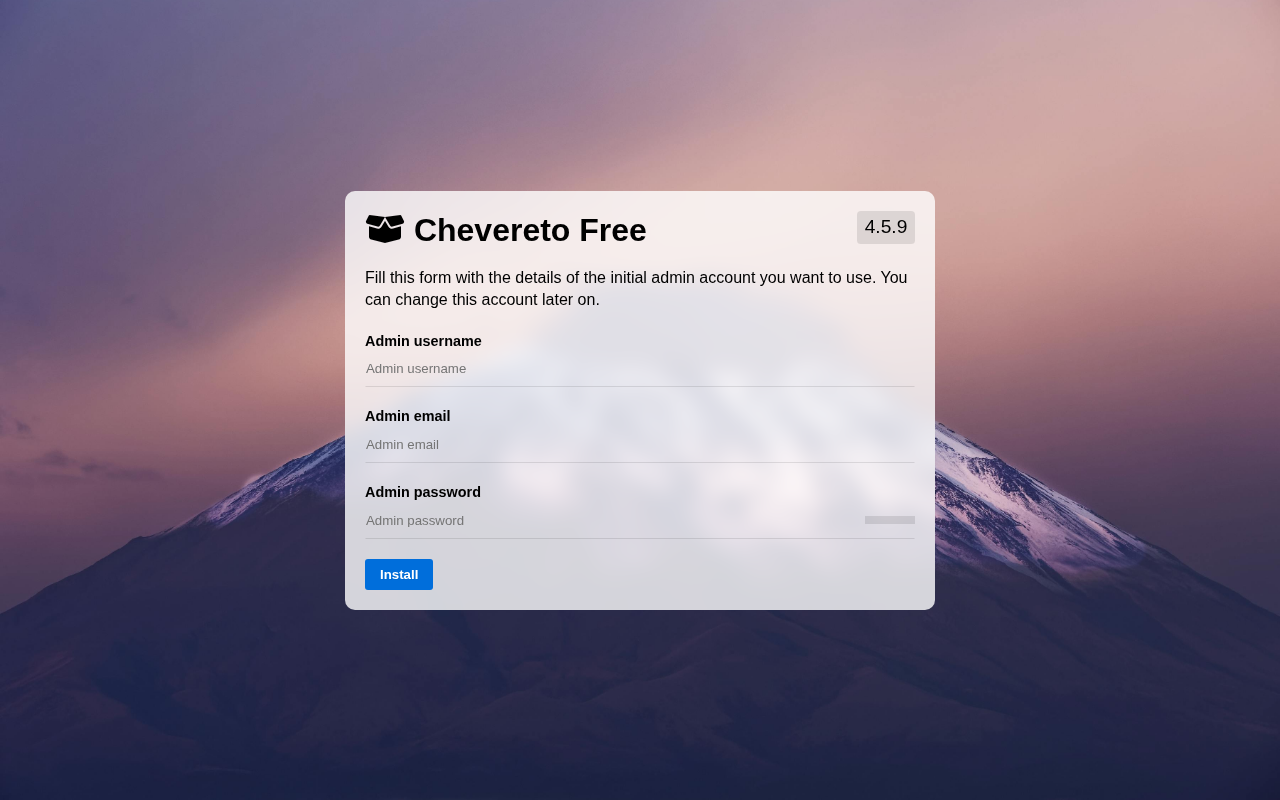 Chevereto Free
4.5.9
Fill this form with the details of the initial admin account you want to use. You
can change this account later on.
Admin username
Admin username
Admin email
Admin email
Admin password
Admin password
Install